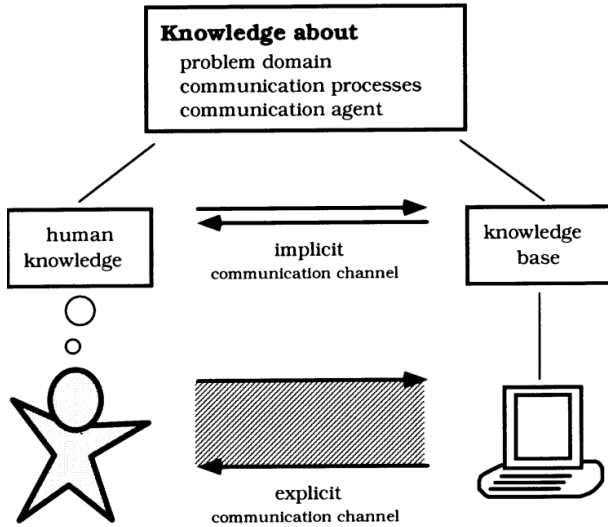 Knowledge about
problem domain
communication processes
communication agent
human
knowledge
implicit
communication channel
knowledge
base
explicit
communication channel